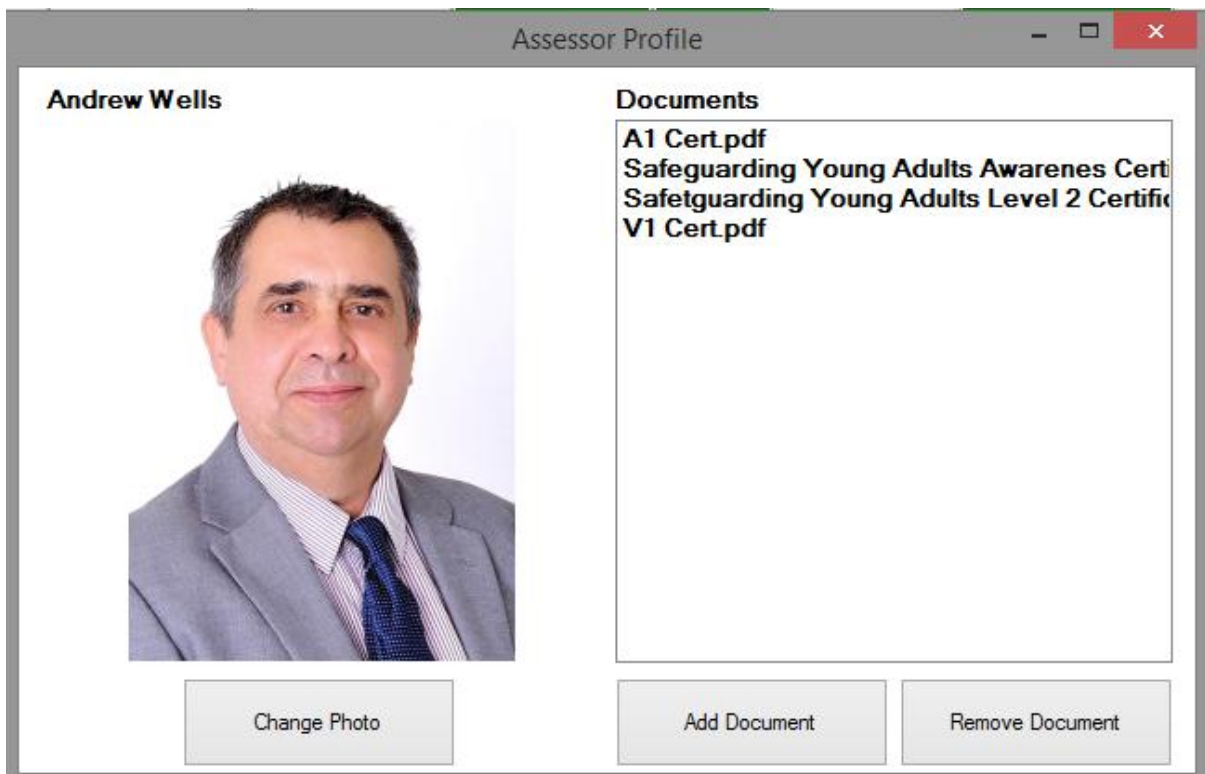 Assessor Profile
Andrew Wells
Documents
A1 Cert.pdf
Safeguarding Young Adults Awarenes Certi
Safetguarding Young Adults Level 2 Certific
V1 Cert.pdf
Change Photo
Add Document
Remove Document